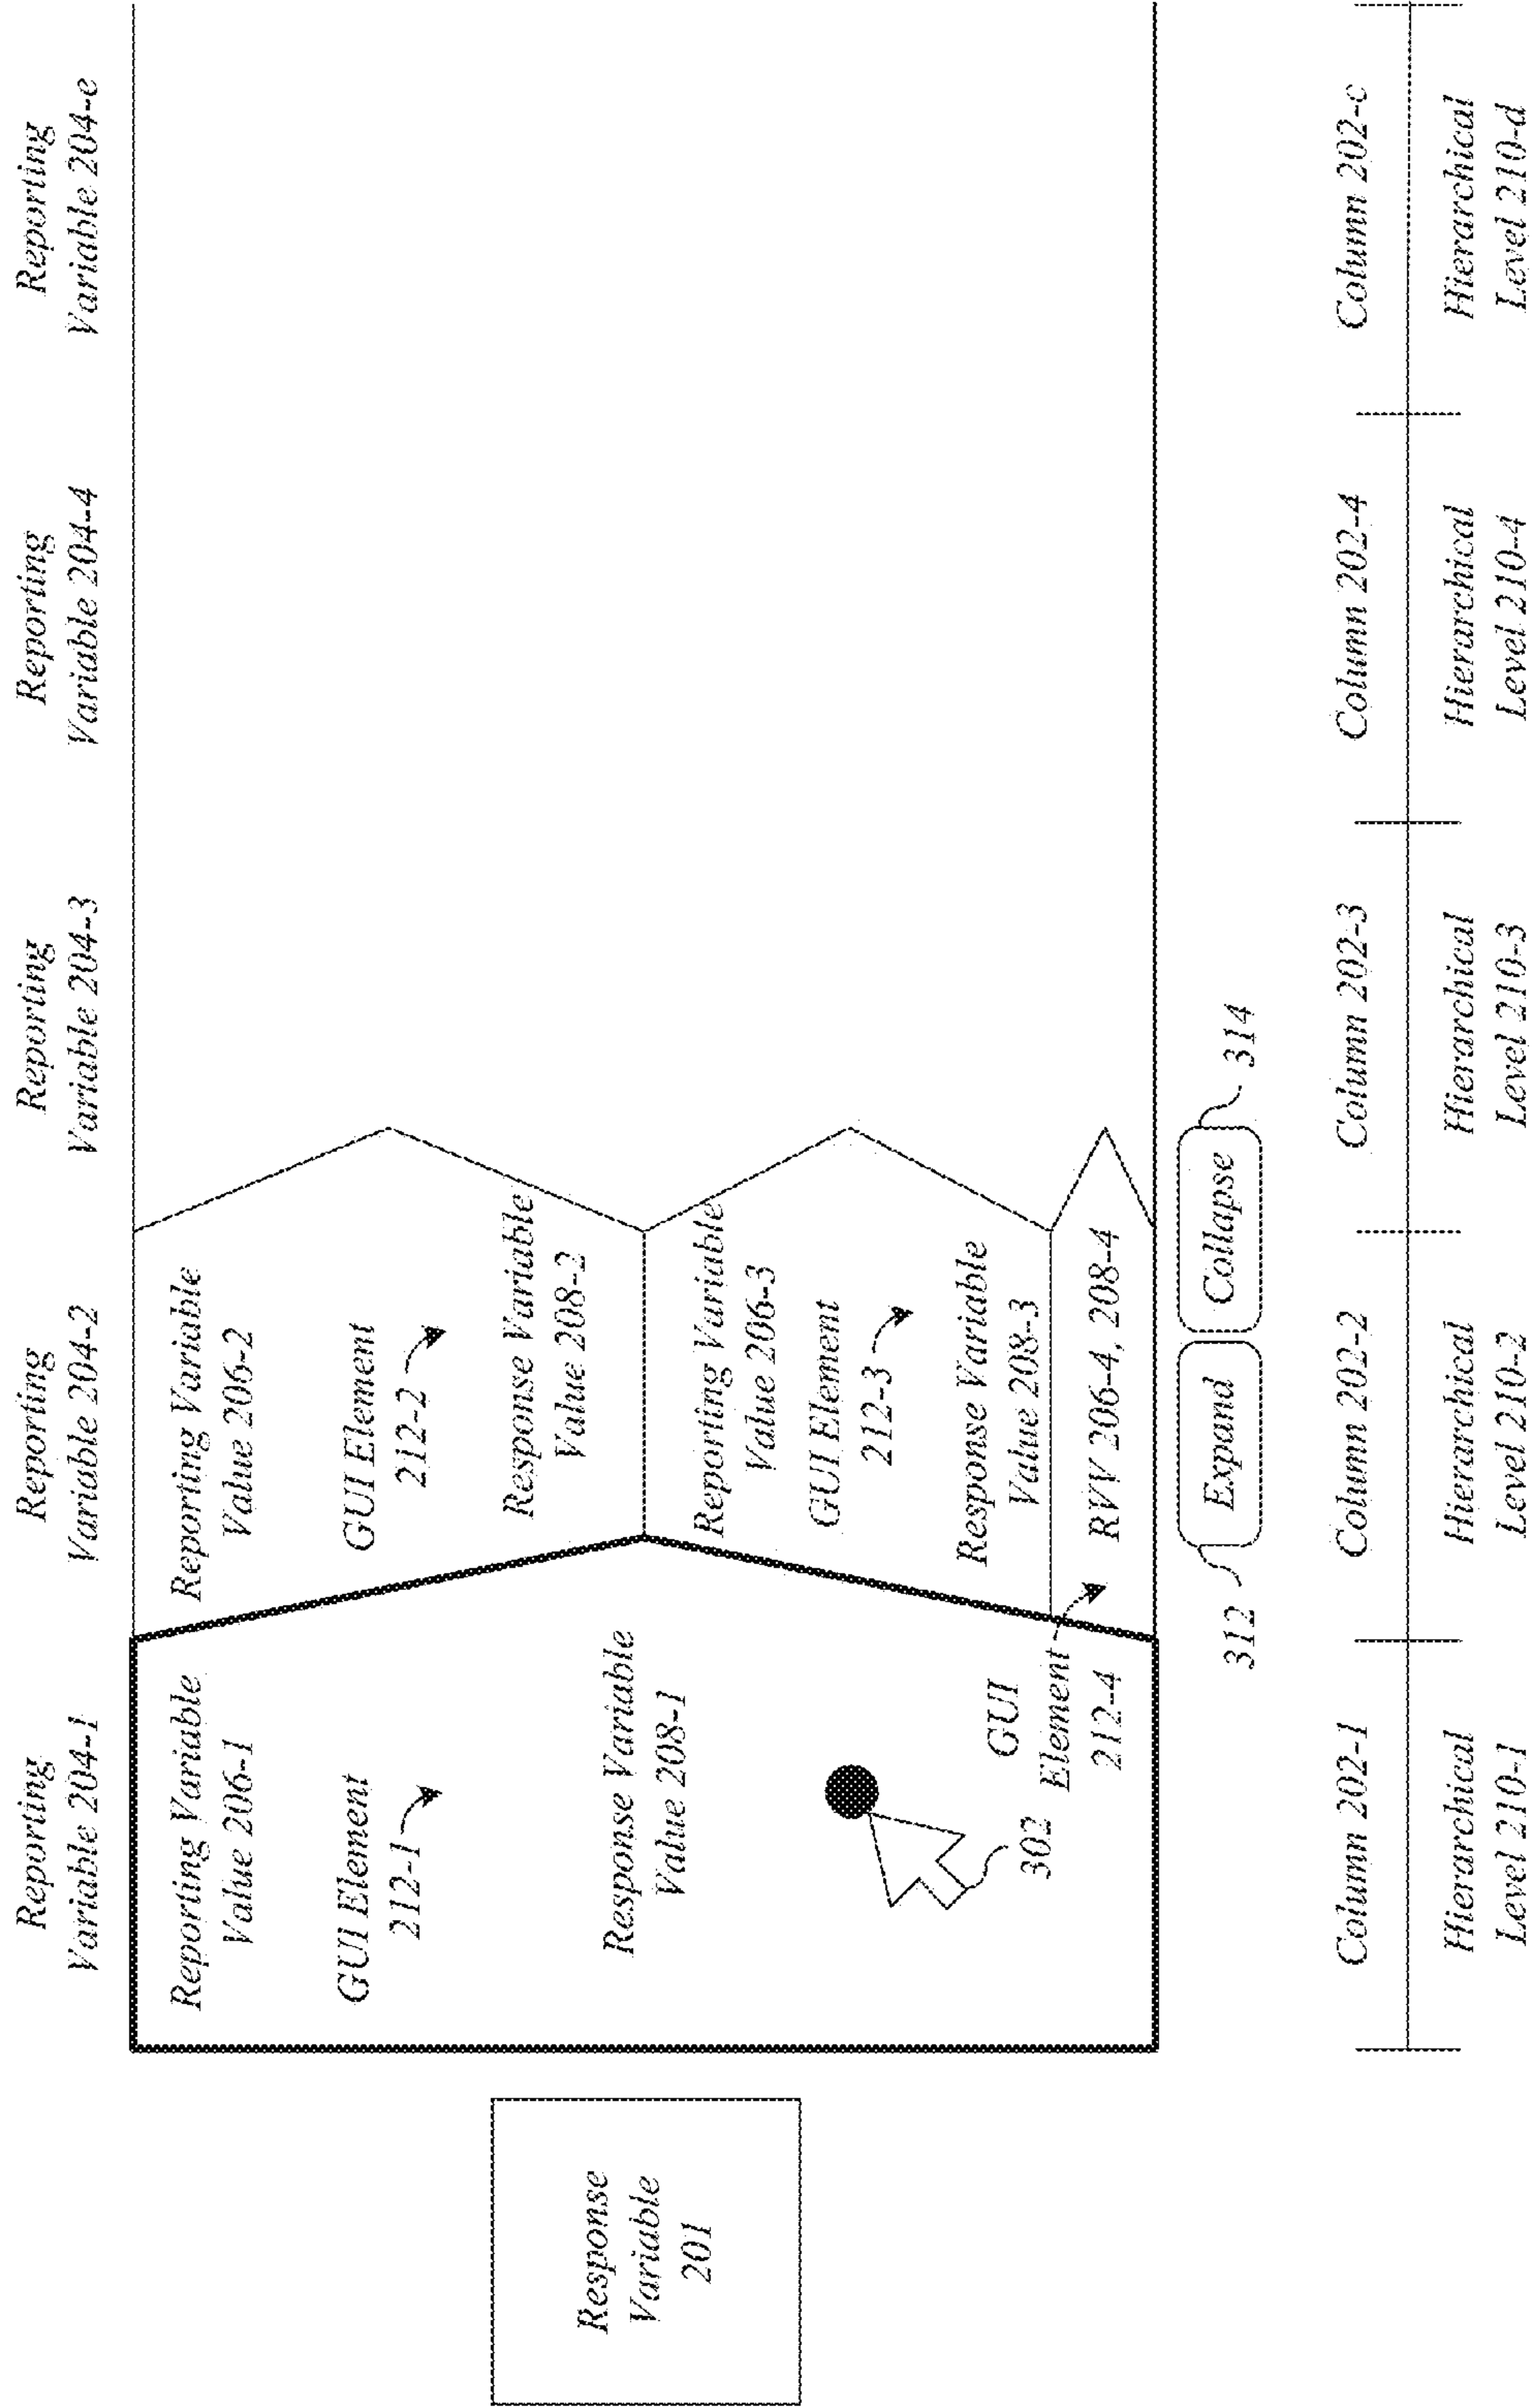 Reporting
Variable 204-1
Reporting
Variable 204-2
Reporting
Variable 204-3
Reporting
Variable 204-4
Reporting
Variable 204-e
Response
Variable
201
Reporting Variable
Value 206-1
GUI Element
212-1
Response Variable
Value 208-1
302
GUI
Element
212-4
Reporting Variable
Value 206-2
GUI Element
212-2
Response Variable
Value 208-2
Reporting Variable
Value 206-3
GUI Element
212-3
Response Variable
Value 208-3
RVV 206-4, 208-4
312
Expand
Collapse
314
Column 202-1
Column 202-2
Column 202-3
Column 202-4
Column 202-c
Hierarchical
Level 210-1
Hierarchical
Level 210-2
Hierarchical
Level 210-3
Hierarchical
Level 210-4
Hierarchical
Level 210-d